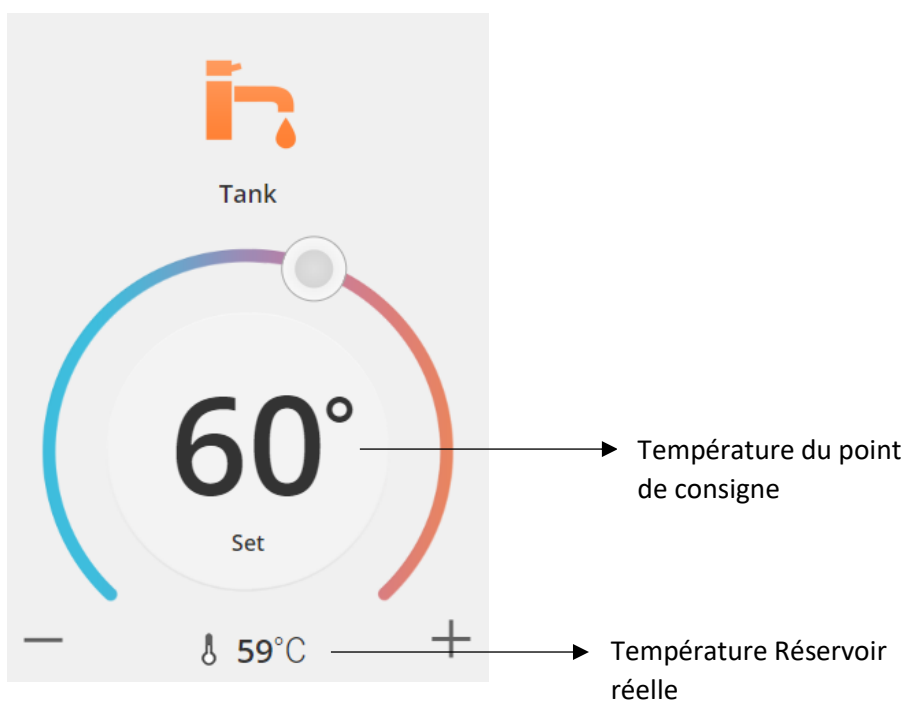 Tank
60°
Température du point
de consigne
Set
59°C
Température Réservoir
réelle